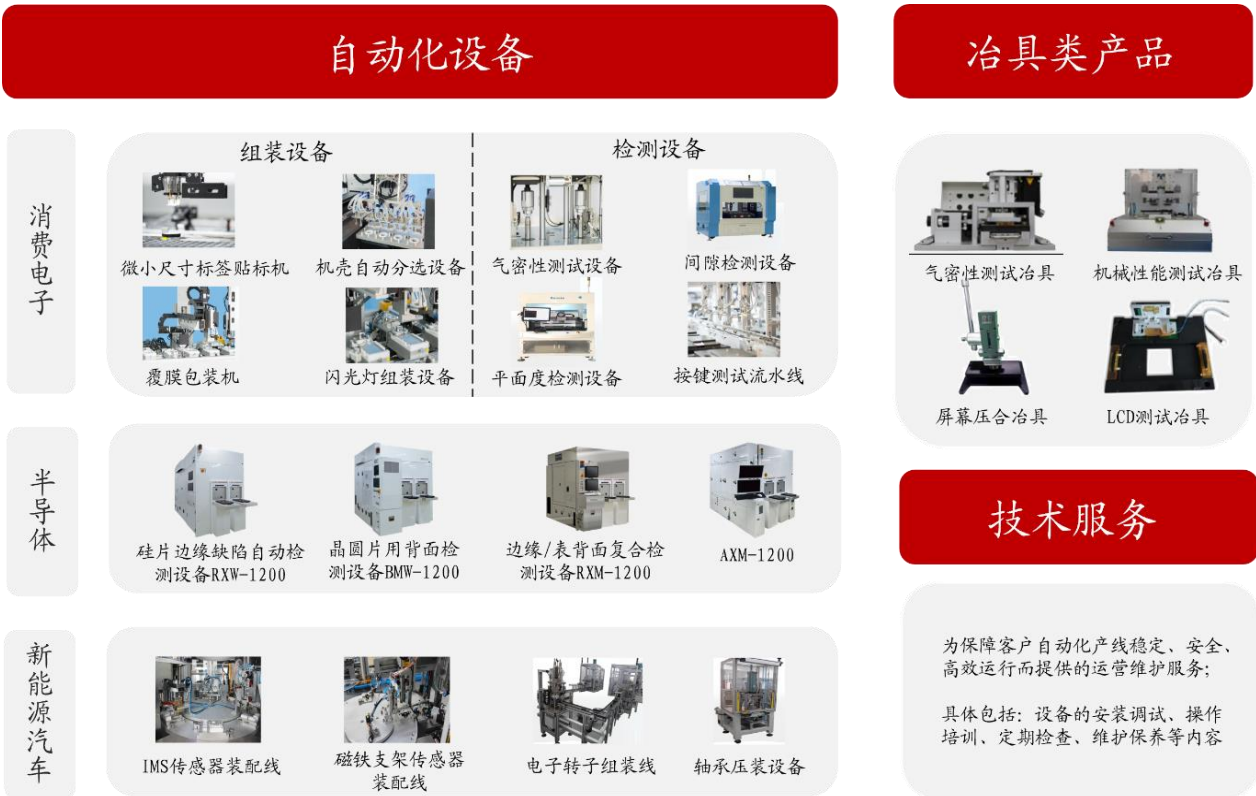 自动化设备
冶具类产品
消费电子
组装设备
检测设备
微小尺寸标签贴标机
机壳自动分选设备
气密性测试设备
间隙检测设备
覆膜包装机
闪光灯组装设备
平面度检测设备
按键测试流水线
气密性测试冶具
机械性能测试冶具
屏幕压合冶具
LCD测试冶具
半导体
硅片边缘缺陷自动检
测设备RXW-1200
晶圆片用背面检
测设备BMW-1200
边缘/表背面复合检
测设备RXM-1200
AXM-1200
技术服务
为保障客户自动化产线稳定、安全、
高效运行而提供的运营维护服务;
具体包括: 设备的安装调试、操作
培训、定期检查、维护保养等内容
新能源汽车
IMS传感器装配线
磁铁支架传感器
装配线
电子转子组装线
轴承压装设备